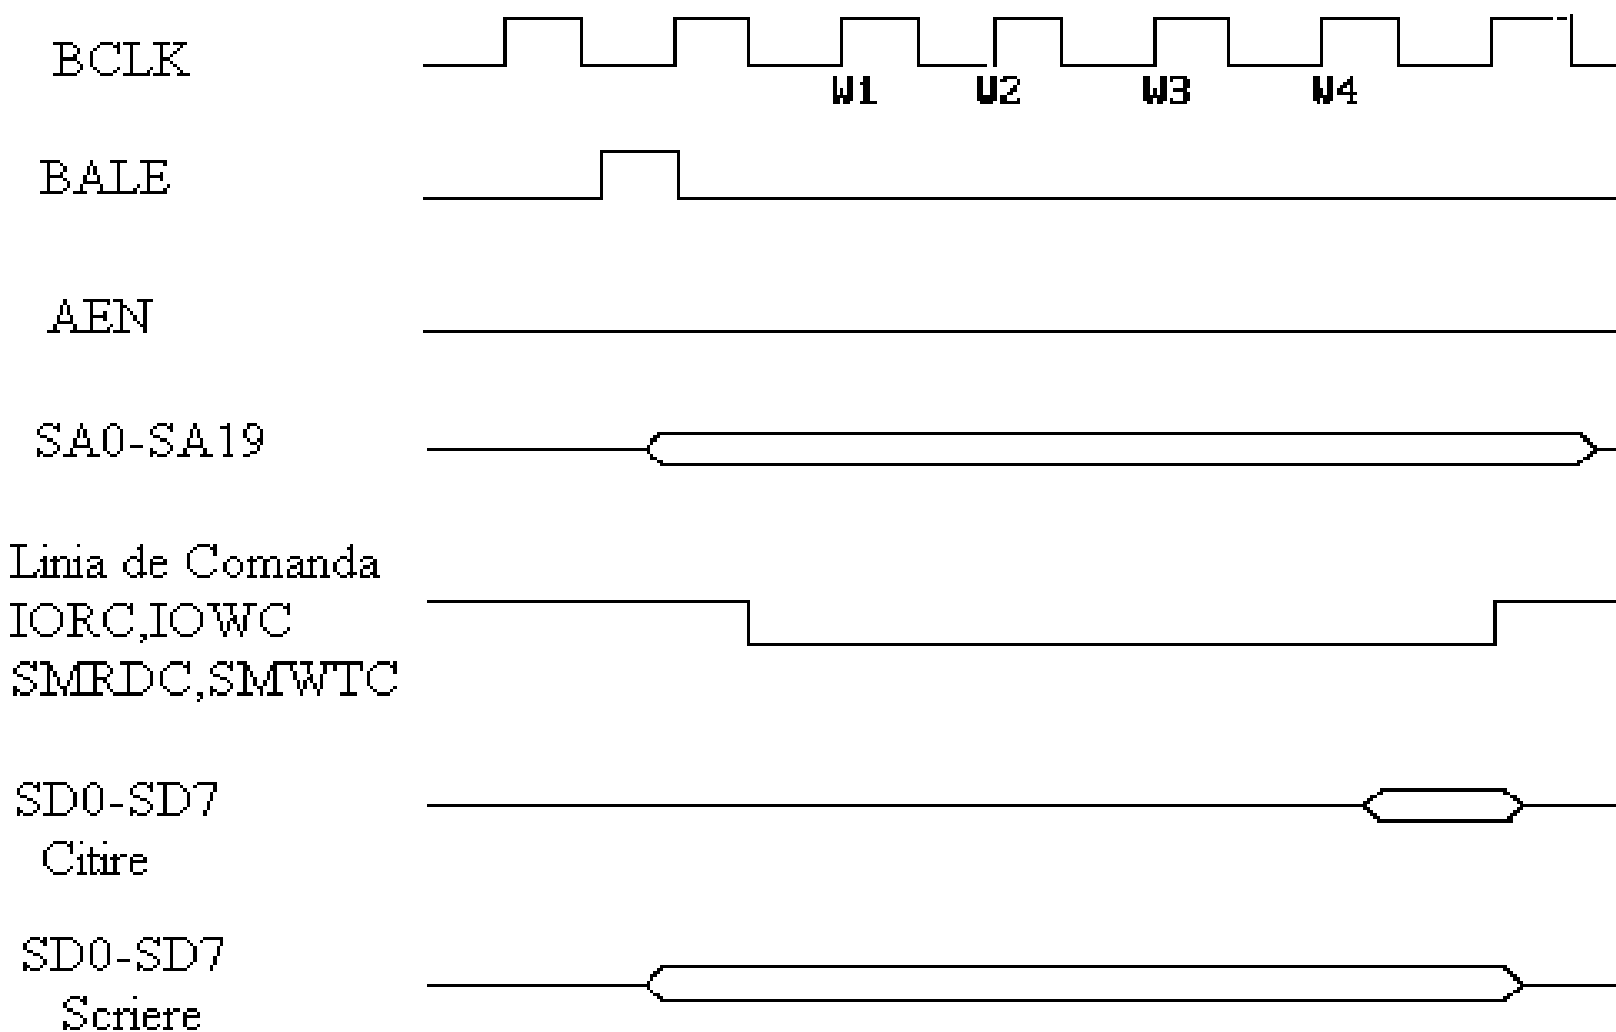 BCLK
W1 W2 W3 W4
BALE
AEN
SA0-SA19
Linia de Comanda
IORC,IOWC
SMRDC,SMWTC
SD0-SD7
Citire
SD0-SD7
Scriere